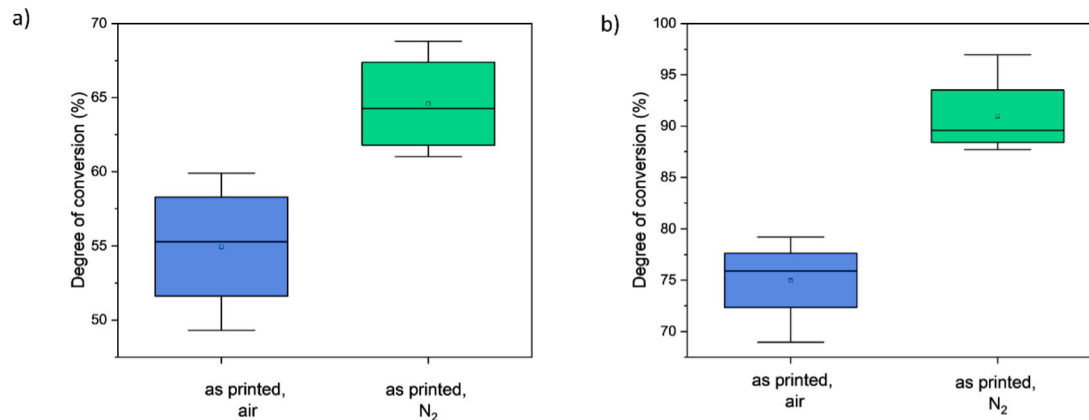 a)
Degree of conversion (%)
70
65
60
55
50
as printed,
air
as printed,
N₂
b)
Degree of conversion (%)
100
95
90
85
80
75
70
as printed,
air
as printed,
N₂